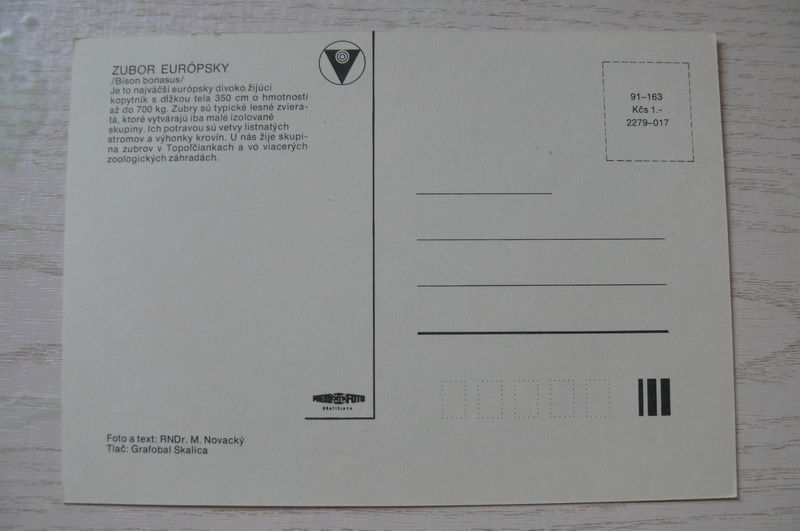 ZUBOR EURÓPSKY
/Bison bonasus/
Je to najväčší európsky divoko žijúci
kopytník s dĺžkou tela 350 cm o hmotnosti
až do 700 kg. Zubry sú typické lesné zviera-
tá, ktoré vytvárajú iba malé izolované
skupiny. Ich potravou sú vetvy listnatých
stromov a výhonky krovín. U nás žije skupi-
na zubrov v Topoľčiankach a vo viacerých
zoologických záhradách.
91–163
Kčs 1.-
2279–017
PRESSFOTO
BRATISLAVA
Foto a text: RNDr. M. Novacký
Tlač: Grafobal Skalica